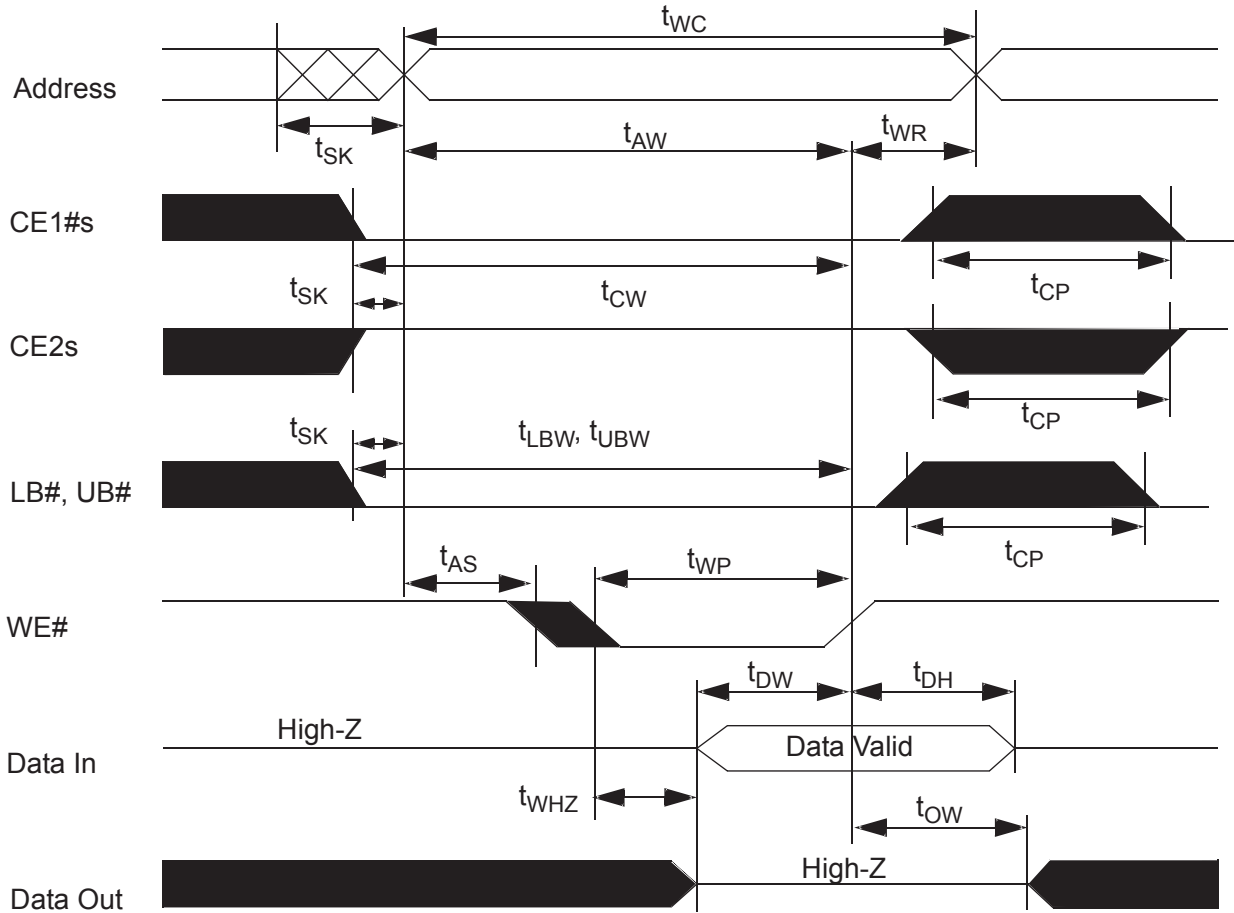 tWC
Address
tSK
tAW
tWR
CE1#s
tSK
tCW
tCP
CE2s
tSK
tLBW, tUBW
tCP
LB#, UB#
tAS
tWP
tCP
WE#
tDW
tDH
High-Z
Data Valid
Data In
tWHZ
tOW
High-Z
Data Out